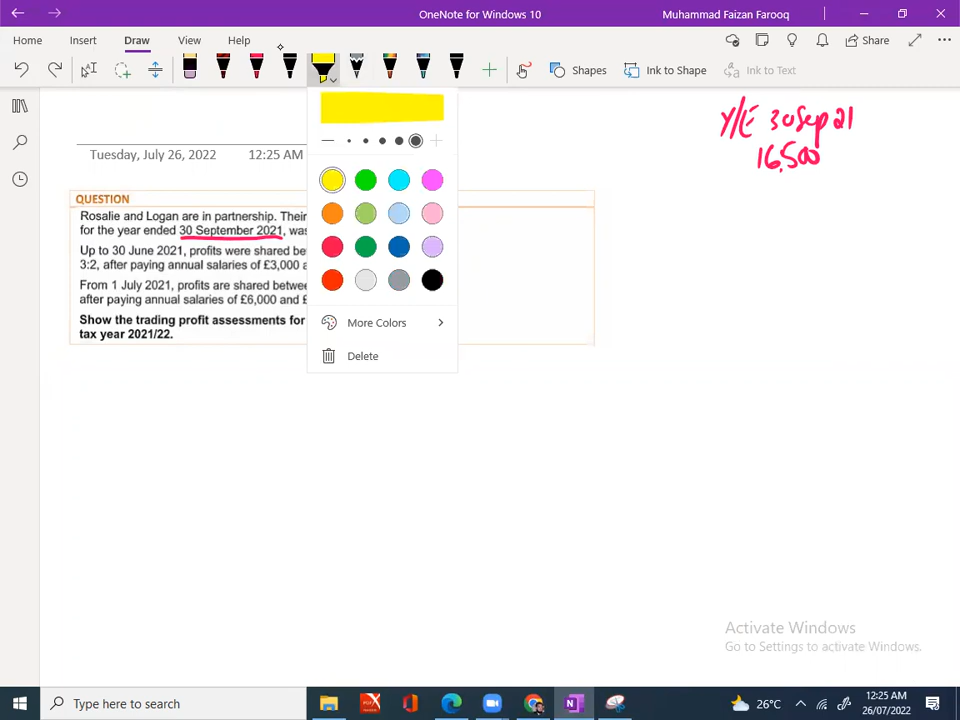 OneNote for Windows 10
Muhammad Faizan Farooq
Home
Insert
Draw
View
Help
Share
Shapes
Ink to Shape
Ink to Text
Y/E 30 Sep 21
16,500
Tuesday, July 26, 2022 12:25 AM
QUESTION
Rosalie and Logan are in partnership. Their
for the year ended 30 September 2021, was
Up to 30 June 2021, profits were shared be
3:2, after paying annual salaries of £3,000 a
From 1 July 2021, profits are shared between
after paying annual salaries of £6,000 and £
Show the trading profit assessments for
tax year 2021/22.
More Colors
Delete
Activate Windows
Go to Settings to activate Windows.
Type here to search
26°C
12:25 AM
26/07/2022